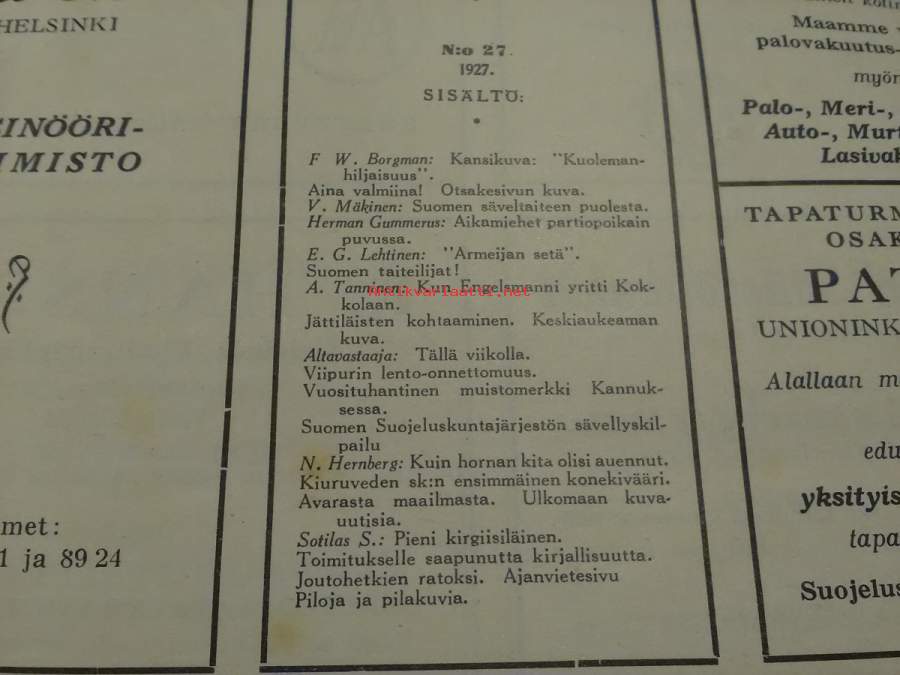 HELSINKI
MISTO
met:
1 ja 89 24
N:o 27.
1927.
SISÄLTÖ:
F W. Borgman: Kansikuva: "Kuoleman-
hiljaisuus".
Aina valmiina! Otsakesivun kuva.
V. Mäkinen: Suomen säveltaiteen puolesta.
Herman Gummerus: Aikamiehet partiopoikain
puvussa.
E. G. Lehtinen: "Armeijan setä".
Suomen taiteilijat!
A. Tanninen: Kun Engelsmanni yritti Kok-
kolaan.
Antikvariaatti.net
Jättiläisten kohtaaminen. Keskiaukeaman
kuva.
Altavastaaja: Tällä viikolla.
Viipurin lento-onnettomuus.
Vuosituhantinen muistomerkki Kannuk-
sessa.
Suomen Suojeluskuntajärjestön sävellyskil-
pailu
N. Hernberg: Kuin hornan kita olisi auennut.
Kiuruveden sk:n ensimmäinen konekivääri.
Avarasta maailmasta. Ulkomaan kuva-
uutisia.
Sotilas S.: Pieni kirgiisiläinen.
Toimitukselle saapunutta kirjallisuutta.
Joutohetkien ratoksi. Ajanvietesivu
Piloja ja pilakuvia.
Maamme
palovakuutus-
myör
Palo-, Meri-,
Auto-, Murt
Lasivak
TAPATURM
OSAK
PAT
UNIONINK
Alallaan m
edu
yksityis
tapa
Suojelus